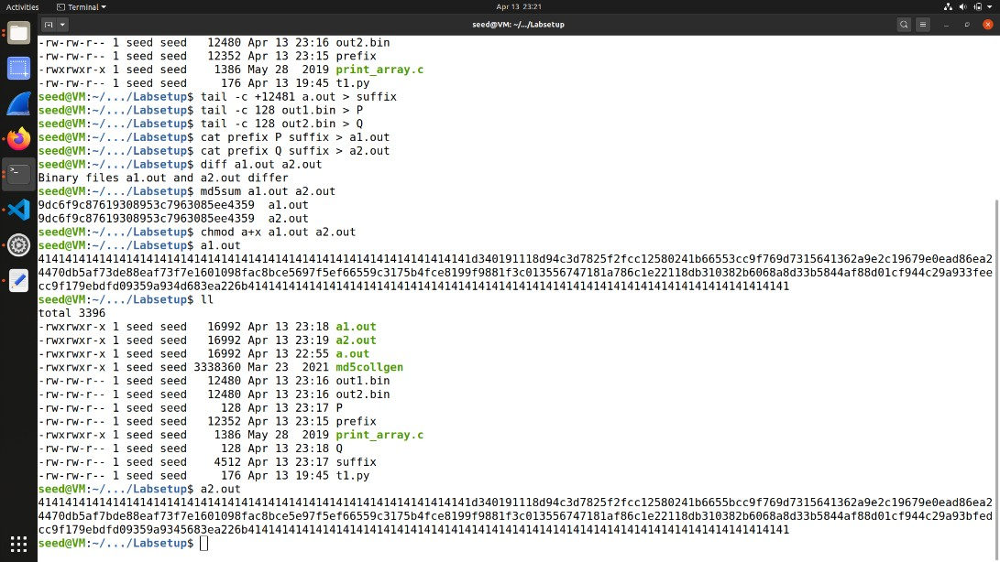 Activities Terminal Apr 13 23:21
seed@VM: ~/.../Labsetup
-rw-rw-r-- 1 seed seed 12480 Apr 13 23:16 out2.bin
-rw-rw-r-- 1 seed seed 12352 Apr 13 23:15 prefix
-rwxrwxr-x 1 seed seed 1386 May 28 2019 print_array.c
-rw-rw-r-- 1 seed seed 176 Apr 13 19:45 t1.py
seed@VM:~/.../Labsetup$ tail -c +12481 a.out > suffix
seed@VM:~/.../Labsetup$ tail -c 128 out1.bin > P
seed@VM:~/.../Labsetup$ tail -c 128 out2.bin > Q
seed@VM:~/.../Labsetup$ cat prefix P suffix > a1.out
seed@VM:~/.../Labsetup$ cat prefix Q suffix > a2.out
seed@VM:~/.../Labsetup$ diff a1.out a2.out
Binary files a1.out and a2.out differ
seed@VM:~/.../Labsetup$ md5sum a1.out a2.out
9dc6f9c87619308953c7963085ee4359 a1.out
9dc6f9c87619308953c7963085ee4359 a2.out
seed@VM:~/.../Labsetup$ chmod a+x a1.out a2.out
seed@VM:~/.../Labsetup$ a1.out
4141414141414141414141414141414141414141414141414141414141414141d340191118d94c3d7825f2fcc12580241b66553cc9f769d7315641362a9e2c19679e0ead86ea2
4470db5af73de88eaf73f7e1601098fac8bce5697f5ef66559c3175b4fce8199f9881f3c013556747181a786c1e22118db310382b6068a8d33b5844af88d01cf944c29a933fee
cc9f179ebdfd09359a934d683ea226b41414141414141414141414141414141414141414141414141414141414141414141414141414141
seed@VM:~/.../Labsetup$ ll
total 3396
-rwxrwxr-x 1 seed seed 16992 Apr 13 23:18 a1.out
-rwxrwxr-x 1 seed seed 16992 Apr 13 23:19 a2.out
-rwxrwxr-x 1 seed seed 16992 Apr 13 22:55 a.out
-rwxrwxr-x 1 seed seed 3338360 Mar 23 2021 md5collgen
-rw-rw-r-- 1 seed seed 12480 Apr 13 23:16 out1.bin
-rw-rw-r-- 1 seed seed 12480 Apr 13 23:16 out2.bin
-rw-rw-r-- 1 seed seed 128 Apr 13 23:17 P
-rw-rw-r-- 1 seed seed 12352 Apr 13 23:15 prefix
-rwxrwxr-x 1 seed seed 1386 May 28 2019 print_array.c
-rw-rw-r-- 1 seed seed 128 Apr 13 23:18 Q
-rw-rw-r-- 1 seed seed 4512 Apr 13 23:17 suffix
-rw-rw-r-- 1 seed seed 176 Apr 13 19:45 t1.py
seed@VM:~/.../Labsetup$ a2.out
4141414141414141414141414141414141414141414141414141414141414141d340191118d94c3d7825f2fcc12580241b6655bcc9f769d7315641362a9e2c19679e0ead86ea2
4470db5af7bde88eaf73f7e1601098fac8bce5e97f5ef66559c3175b4fce8199f9881f3c013556747181af86c1e22118db310382b6068a8d33b5844af88d01cf944c29a93bfed
cc9f179ebdfd09359a9345683ea226b41414141414141414141414141414141414141414141414141414141414141414141414141414141
seed@VM:~/.../Labsetup$